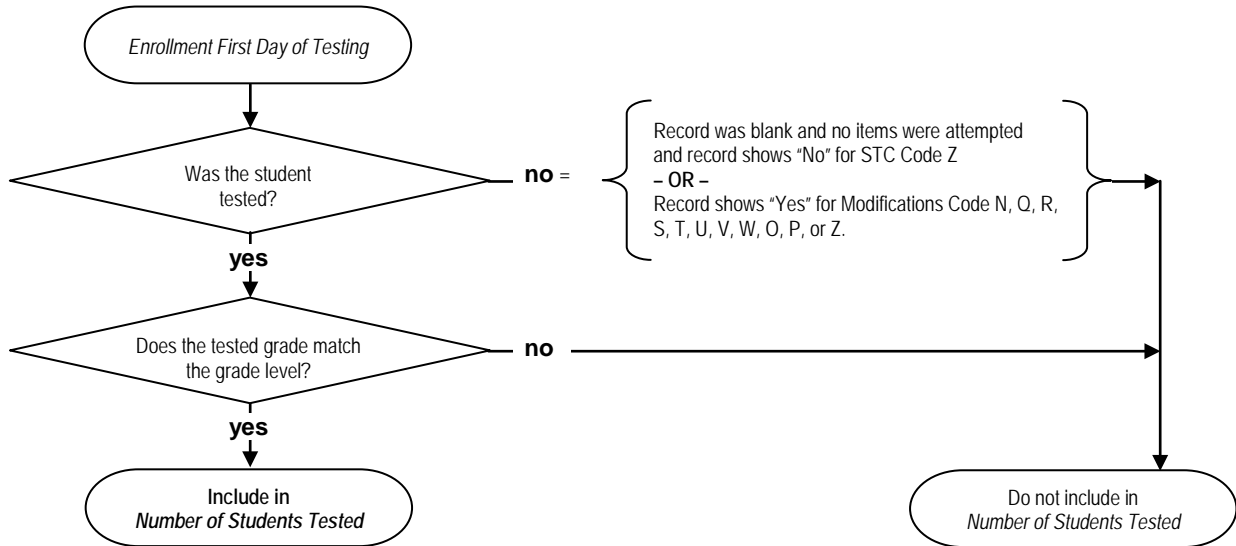 Enrollment First Day of Testing
Was the student
tested?
no =
Record was blank and no items were attempted
and record shows “No” for STC Code Z
– OR –
Record shows “Yes” for Modifications Code N, Q, R,
S, T, U, V, W, O, P, or Z.
yes
Does the tested grade match
the grade level?
no
yes
Include in
Number of Students Tested
Do not include in
Number of Students Tested